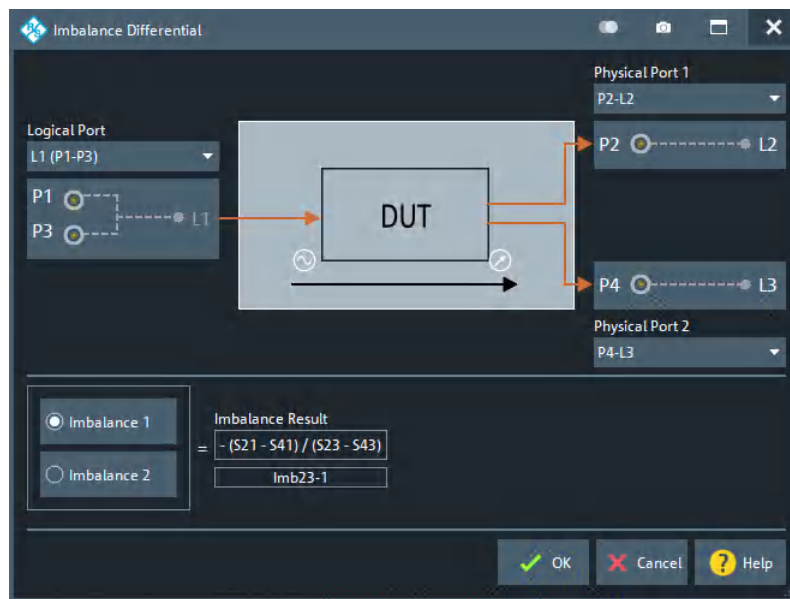 Imbalance Differential
Physical Port 1
P2-L2
Logical Port
L1 (P1-P3)
P2
L2
P1
P3
L1
DUT
P4
L3
Physical Port 2
P4-L3
Imbalance 1
Imbalance 2
=
Imbalance Result
- (S21 - S41) / (S23 - S43)
Imb23-1
OK
Cancel
? Help